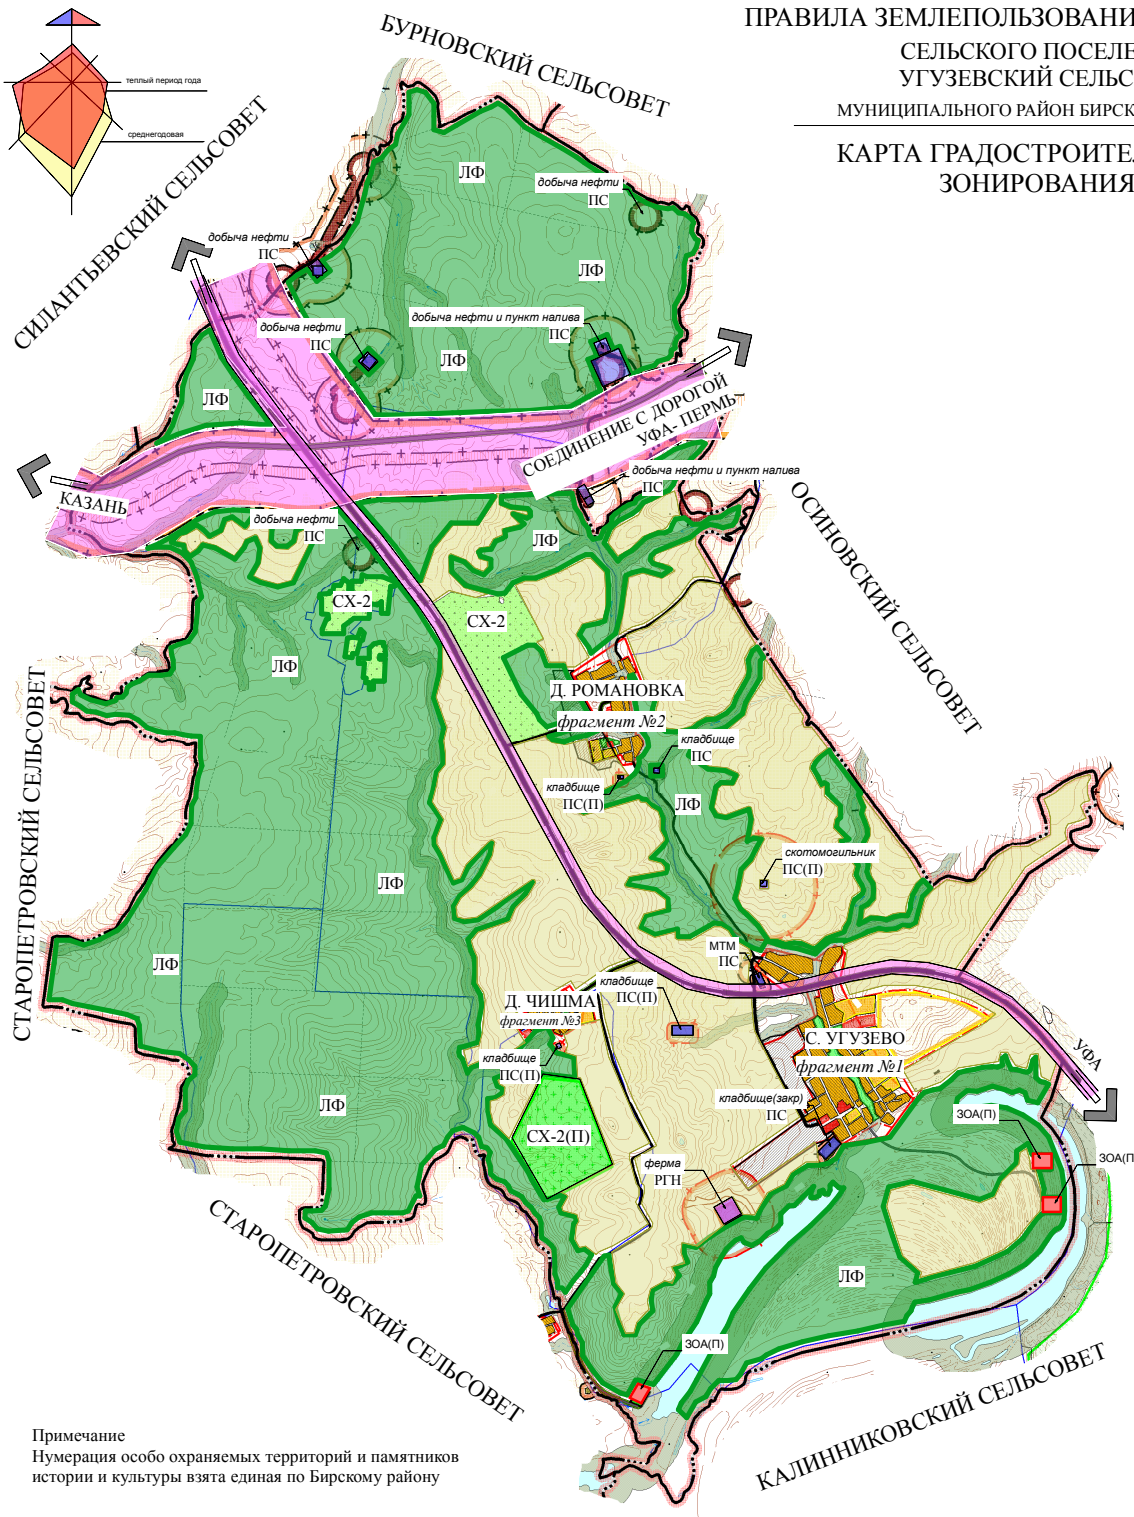 ПРАВИЛА ЗЕМЛЕПОЛЬЗОВАНИ
СЕЛЬСКОГО ПОСЕЛЕ
УГУЗЕВСКИЙ СЕЛЬС
МУНИЦИПАЛЬНОГО РАЙОН БИРСК
КАРТА ГРАДОСТРОИТЕ
ЗОНИРОВАНИЯ
теплый период года
среднегодовая
БУРНОВСКИЙ СЕЛЬСОВЕТ
СИЛАНТЬЕВСКИЙ СЕЛЬСОВЕТ
ЛФ
добыча нефти
ПС
добыча нефти
ПС
ЛФ
добыча нефти
ПС
добыча нефти и пункт налива
ПС
ЛФ
ЛФ
СОЕДИНЕНИЕ С ДОРОГОЙ
УФА- ПЕРМЬ
КАЗАНЬ
добыча нефти и пункт налива
ПС
добыча нефти
ПС
ЛФ
ОСИНОВСКИЙ СЕЛЬСОВЕТ
СХ-2
СХ-2
ЛФ
Д. РОМАНОВКА
фрагмент №2
кладбище
ПС
кладбище
ПС(П)
ЛФ
СТАРОПЕТРОВСКИЙ СЕЛЬСОВЕТ
скотомогильник
ПС(П)
ЛФ
МТМ
ПС
ЛФ
кладбище
ПС(П)
Д. ЧИШМА
фрагмент №3
С. УГУЗЕВО
фрагмент №1
УФА
кладбище
ПС(П)
кладбище(закр)
ПС
ЛФ
ЗОА(П)
СХ-2(П)
ЗОА(П
ферма
РГН
СТАРОПЕТРОВСКИЙ СЕЛЬСОВЕТ
ЛФ
ЗОА(П)
КАЛИННИКОВСКИЙ СЕЛЬСОВЕТ
Примечание
Нумерация особо охраняемых территорий и памятников
истории и культуры взята единая по Бирскому району